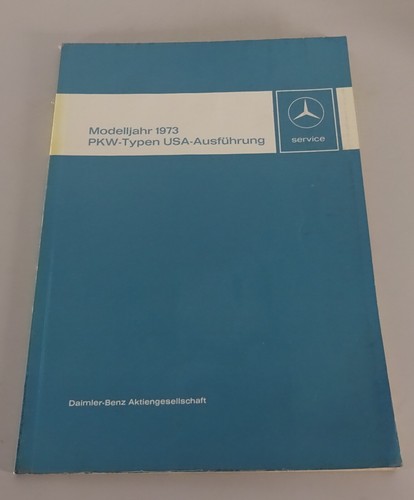 Modelljahr 1973
PKW-Typen USA-Ausführung
service
Daimler-Benz Aktiengesellschaft